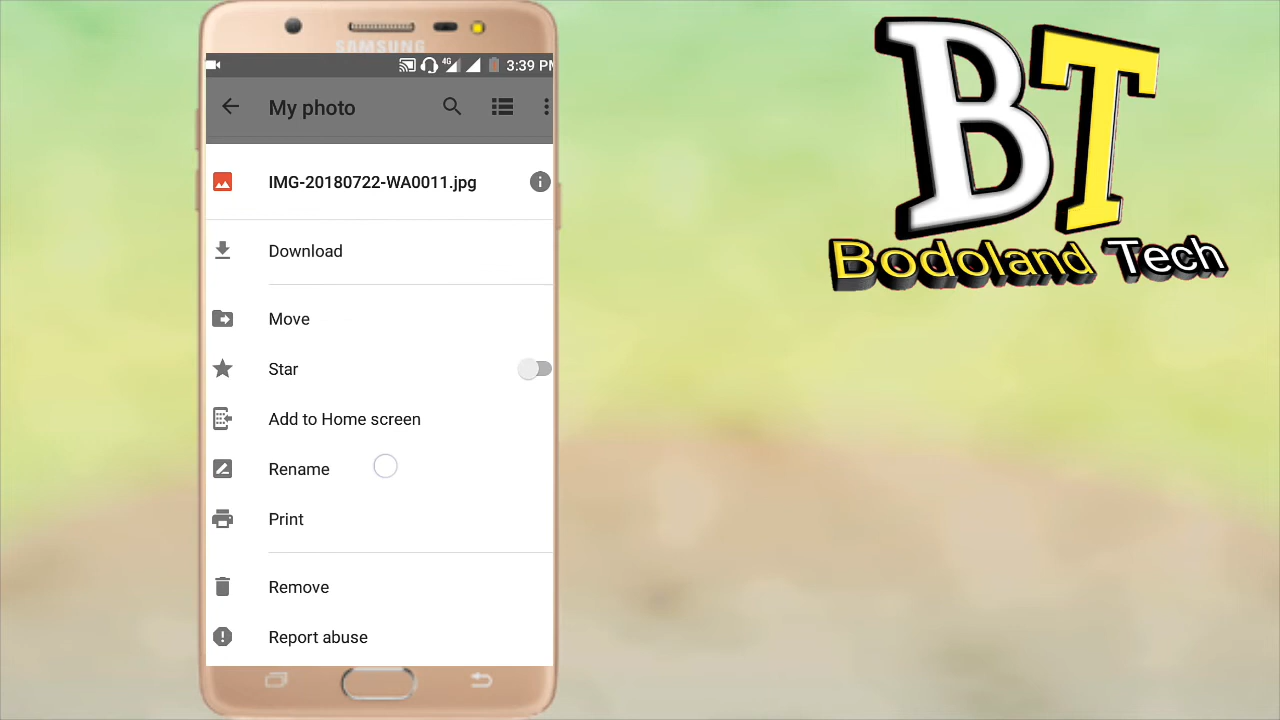 SAMSUNG
4G 3:39 PM
My photo
IMG-20180722-WA0011.jpg
Download
Move
Star
Add to Home screen
Rename
Print
Remove
Report abuse
BT
Bodoland Tech